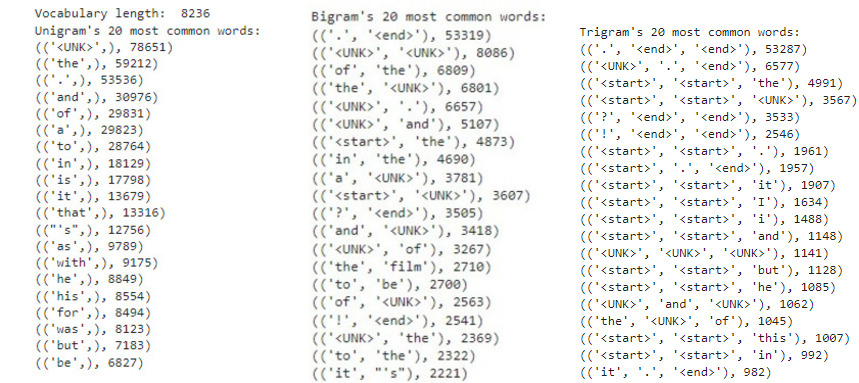 Vocabulary length:  8236
Unigram's 20 most common words:
(('<UNK>',), 78651)
(('the',), 59212)
(('.',), 53536)
(('and',), 30976)
(('of',), 29831)
(('a',), 29823)
(('to',), 28764)
(('in',), 18129)
(('is',), 17798)
(('it',), 13679)
(('that',), 13316)
(("'s",), 12756)
(('as',), 9789)
(('with',), 9175)
(('he',), 8849)
(('his',), 8554)
(('for',), 8494)
(('was',), 8123)
(('but',), 7183)
(('be',), 6827)
Bigram's 20 most common words:
(('.', '<end>'), 53319)
(('<UNK>', '<UNK>'), 8086)
(('of', 'the'), 6809)
(('the', '<UNK>'), 6801)
(('<UNK>', '.'), 6657)
(('<UNK>', 'and'), 5107)
(('<start>', 'the'), 4873)
(('in', 'the'), 4690)
(('a', '<UNK>'), 3781)
(('<start>', '<UNK>'), 3607)
(('?', '<end>'), 3505)
(('and', '<UNK>'), 3418)
(('<UNK>', 'of'), 3267)
(('the', 'film'), 2710)
(('to', 'be'), 2700)
(('of', '<UNK>'), 2563)
(('!', '<end>'), 2541)
(('<UNK>', 'the'), 2369)
(('to', 'the'), 2322)
(('it', "'s"), 2221)
Trigram's 20 most common words:
(('.', '<end>', '<end>'), 53287)
(('<UNK>', '.', '<end>'), 6577)
(('<start>', '<start>', 'the'), 4991)
(('<start>', '<start>', '<UNK>'), 3567)
(('?', '<end>', '<end>'), 3533)
(('!', '<end>', '<end>'), 2546)
(('<start>', '<start>', '.'), 1961)
(('<start>', '.', '<end>'), 1957)
(('<start>', '<start>', 'it'), 1907)
(('<start>', '<start>', 'I'), 1634)
(('<start>', '<start>', 'i'), 1488)
(('<start>', '<start>', 'and'), 1148)
(('<UNK>', '<UNK>', '<UNK>'), 1141)
(('<start>', '<start>', 'but'), 1128)
(('<start>', '<start>', 'he'), 1085)
(('<UNK>', 'and', '<UNK>'), 1062)
(('the', '<UNK>', 'of'), 1045)
(('<start>', '<start>', 'this'), 1007)
(('<start>', '<start>', 'in'), 992)
(('it', '.', '<end>'), 982)